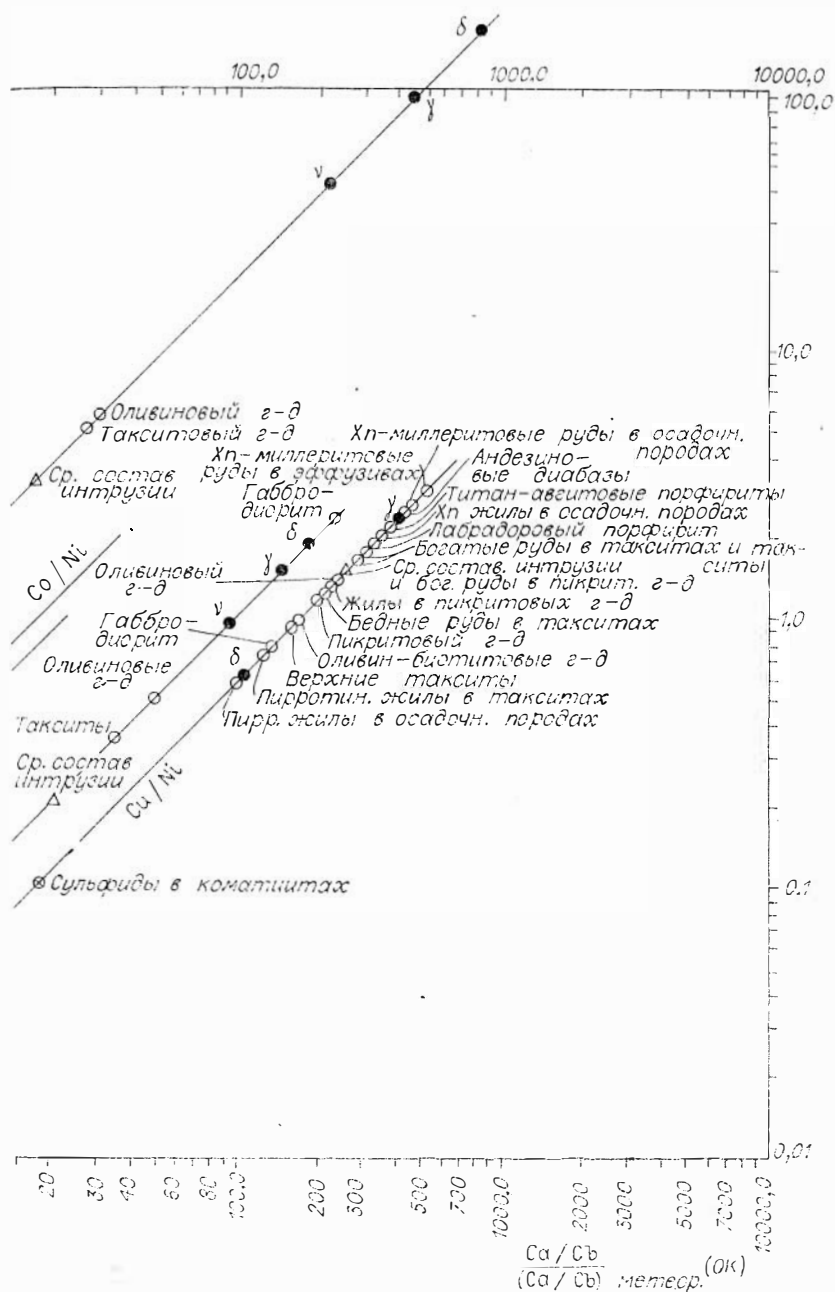 δ
100,0 1000,0 10000,0
100,0
γ
ν
10,0
Оливиновый г-д
Такситовый г-д
Хп-миллеритовые руды в осадочн. породах
Хп-миллеритовые
руды в эффузивах
Андезино-
вые диабазы
Ср. состав
интрузии
Габбро-
диорит
γ
Титан-авгитовые порфириты
Хп жилы в осадочн. породах
δ
Лабрадоровый порфирит
Богатые руды в такситах и так-
ситы
Co/Ni
Оливиновый
г-д
γ
Ср. состав. интрузии
и бог. руды в пикрит. г-д
ν
Жилы в пикритовых г-д
1,0
Габбро-
диорит
Бедные руды в такситах
Пикритовый г-д
Оливиновые
г-д
δ
Оливин-биотитовые г-д
Верхние такситы
Пирротин. жилы в такситах
Такситы
Пирр. жилы в осадочн. породах
Ср. состав
интрузии
Cu/Ni
Сульфиды в коматиитах
0,1
0,01
20 30 40 60 80 100,0 200 300 500 700 1000,0 2000 3000 5000 7000 10000,0
Са/Сb
(Са/Сb) метеор. (ОК)